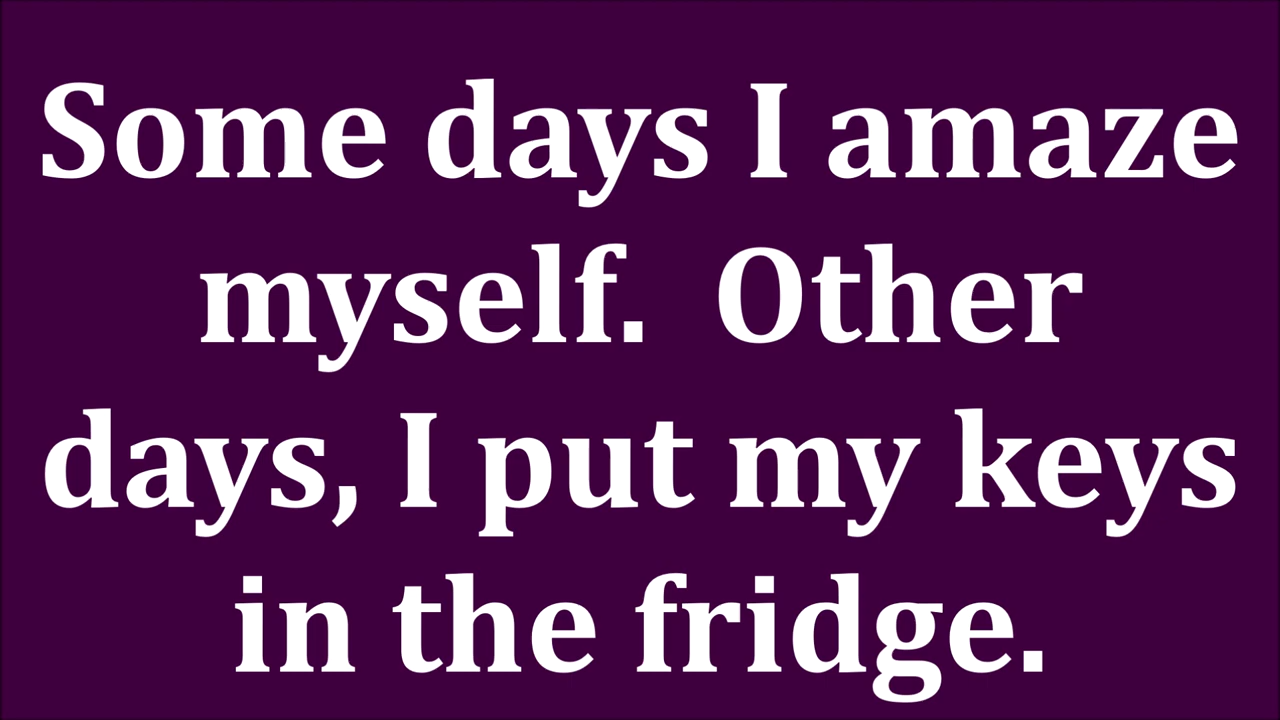 Some days I amaze
myself.  Other
days, I put my keys
in the fridge.